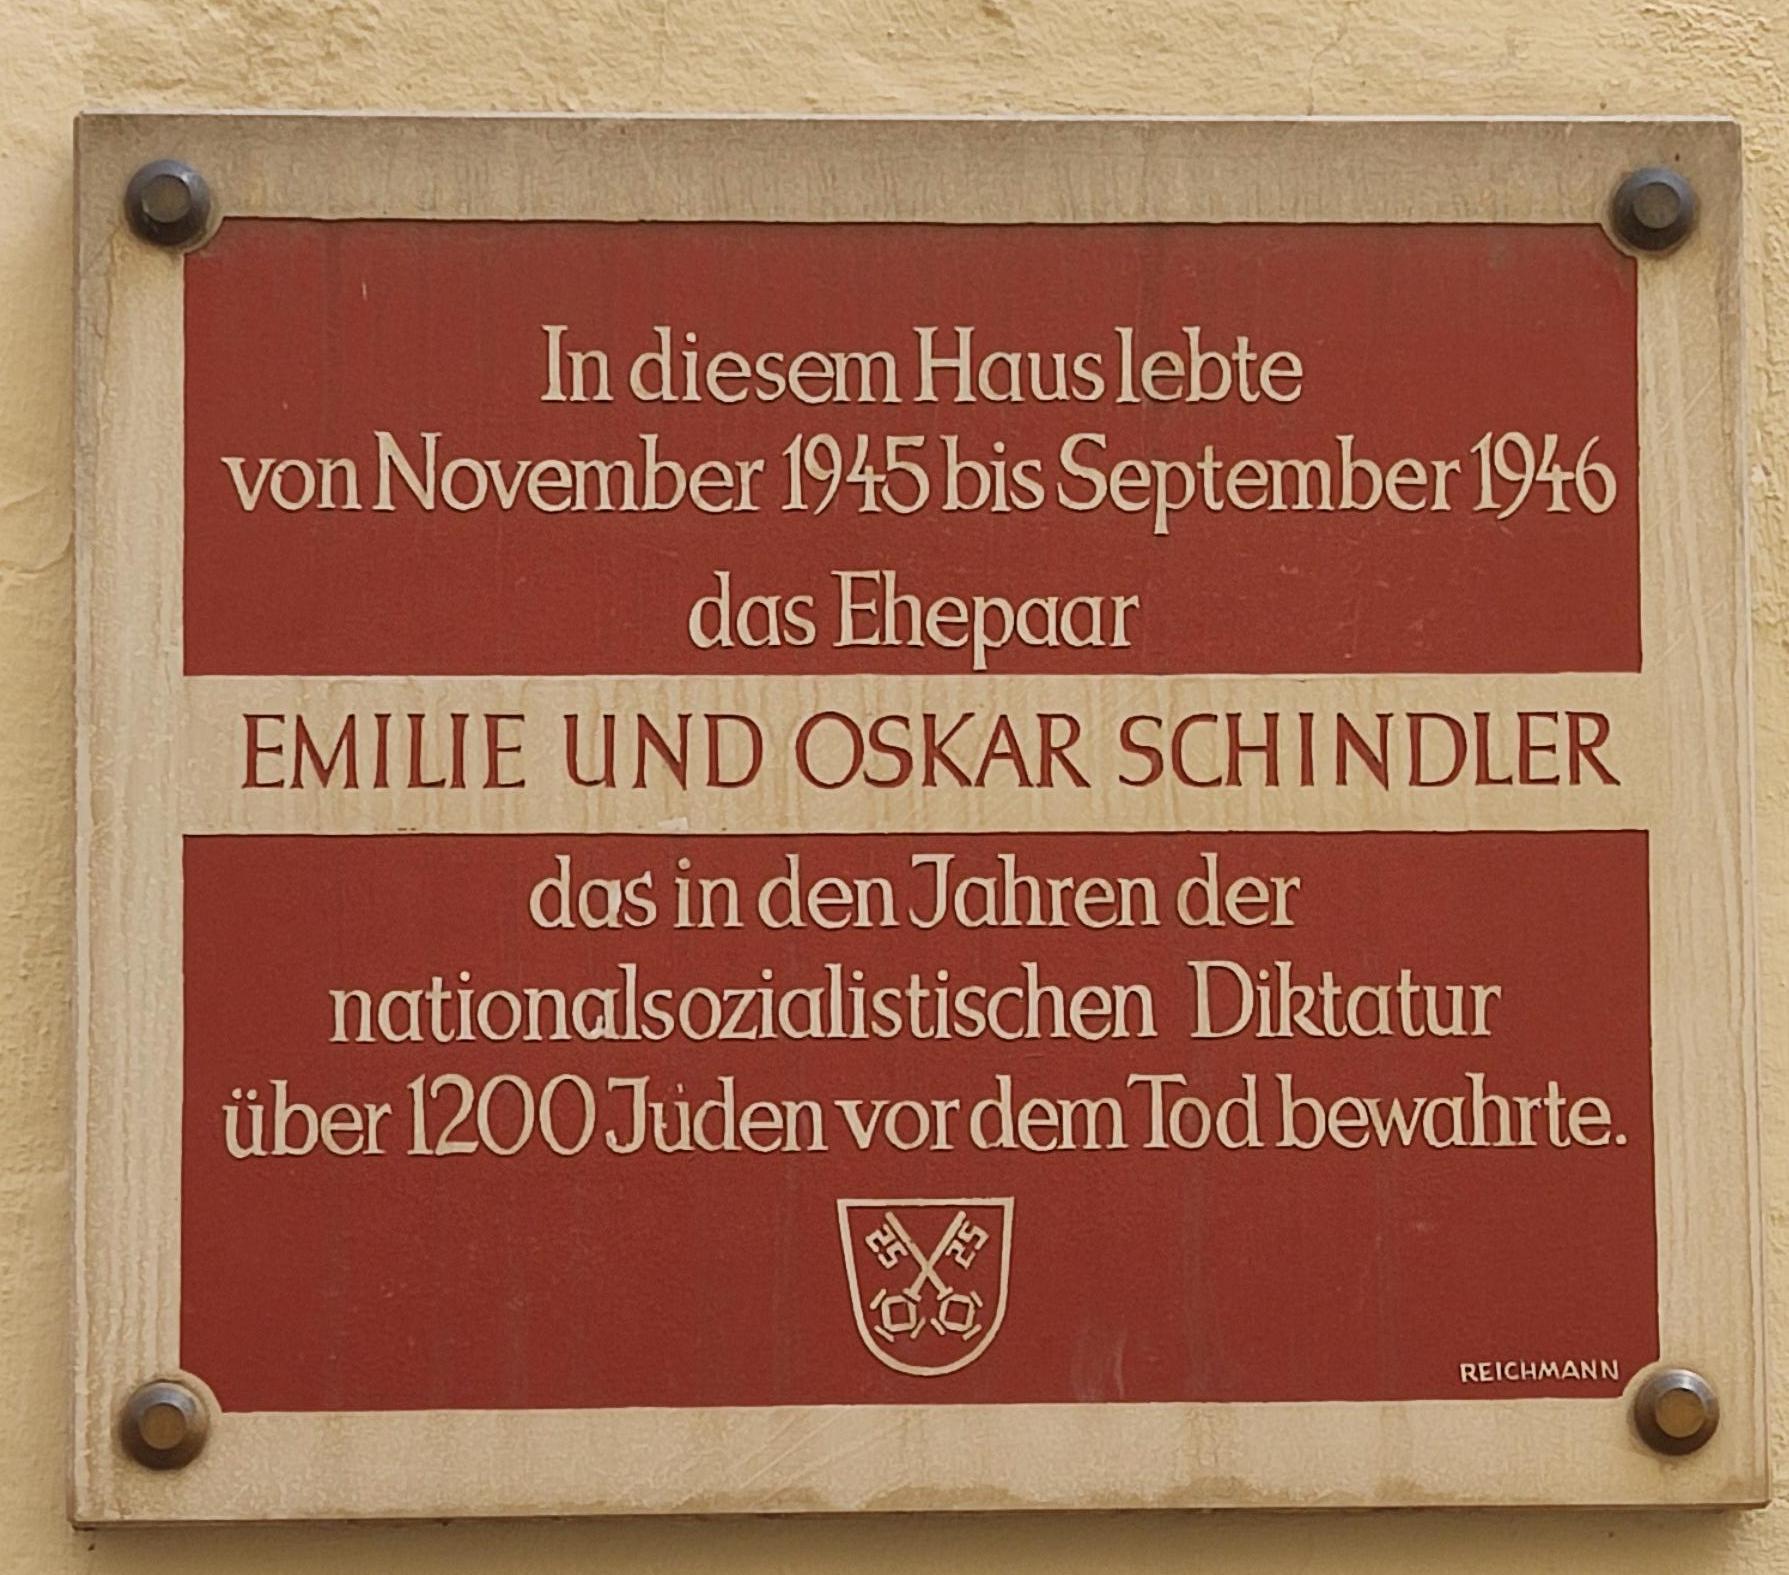 In diesem Haus lebte
von November 1945 bis September 1946
das Ehepaar
EMILIE UND OSKAR SCHINDLER
das in den Jahren der
nationalsozialistischen Diktatur
über 1200 Juden vor dem Tod bewahrte.
REICHMANN